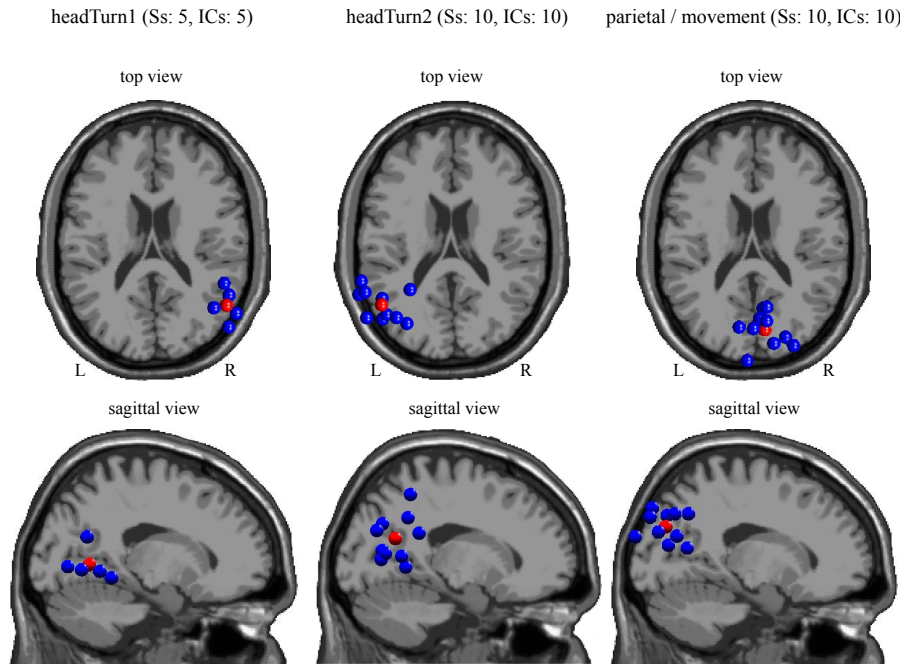 headTurn1 (Ss: 5, ICs: 5) headTurn2 (Ss: 10, ICs: 10) parietal / movement (Ss: 10, ICs: 10)
top view top view top view
L R L R L R
sagittal view sagittal view sagittal view